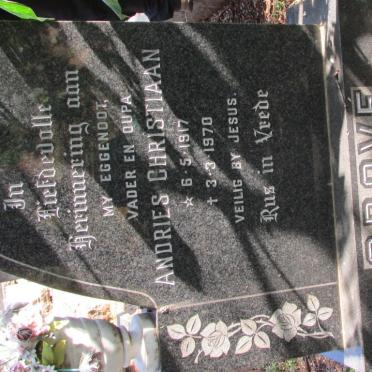 In
Liefdevolle
Herinnering aan
MY EGGENOOT,
VADER EN OUPA
ANDRIES CHRISTIAAN
★ 6-5-1917
† 3-3-1970
VEILIG BY JESUS.
Rus in Vrede